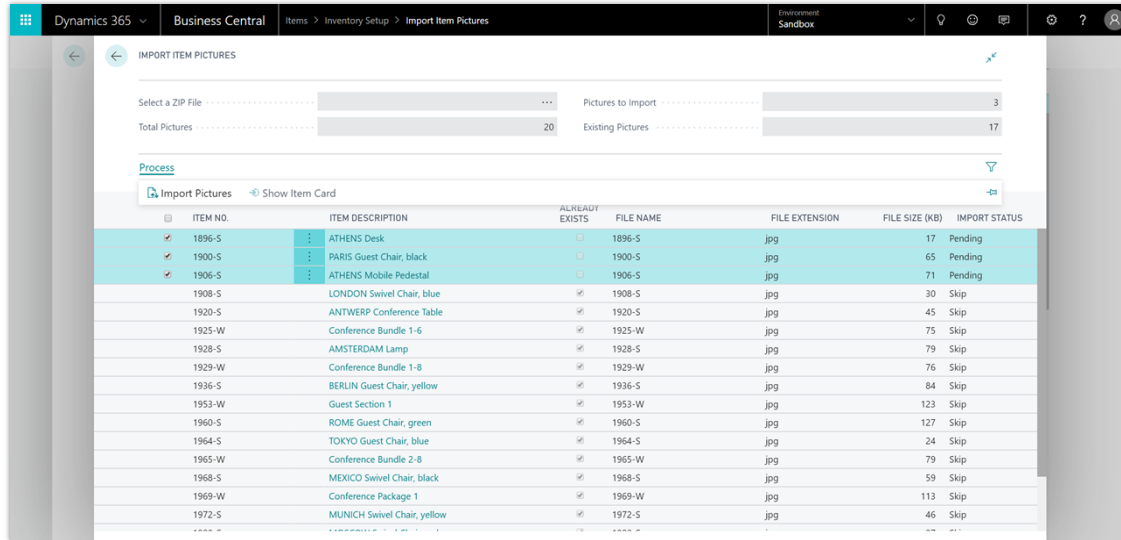 Dynamics 365 Business Central Items > Inventory Setup > Import Item Pictures Environment Sandbox ?
IMPORT ITEM PICTURES
Select a ZIP File ... Pictures to Import 3
Total Pictures 20 Existing Pictures 17
Process
Import Pictures Show Item Card
ITEM NO. ITEM DESCRIPTION ALREADY EXISTS FILE NAME FILE EXTENSION FILE SIZE (KB) IMPORT STATUS
1896-S ATHENS Desk 1896-S jpg 17 Pending
1900-S PARIS Guest Chair, black 1900-S jpg 65 Pending
1906-S ATHENS Mobile Pedestal 1906-S jpg 71 Pending
1908-S LONDON Swivel Chair, blue 1908-S jpg 30 Skip
1920-S ANTWERP Conference Table 1920-S jpg 45 Skip
1925-W Conference Bundle 1-6 1925-W jpg 75 Skip
1928-S AMSTERDAM Lamp 1928-S jpg 79 Skip
1929-W Conference Bundle 1-8 1929-W jpg 76 Skip
1936-S BERLIN Guest Chair, yellow 1936-S jpg 84 Skip
1953-W Guest Section 1 1953-W jpg 123 Skip
1960-S ROME Guest Chair, green 1960-S jpg 127 Skip
1964-S TOKYO Guest Chair, blue 1964-S jpg 24 Skip
1965-W Conference Bundle 2-8 1965-W jpg 79 Skip
1968-S MEXICO Swivel Chair, black 1968-S jpg 59 Skip
1969-W Conference Package 1 1969-W jpg 113 Skip
1972-S MUNICH Swivel Chair, yellow 1972-S jpg 46 Skip